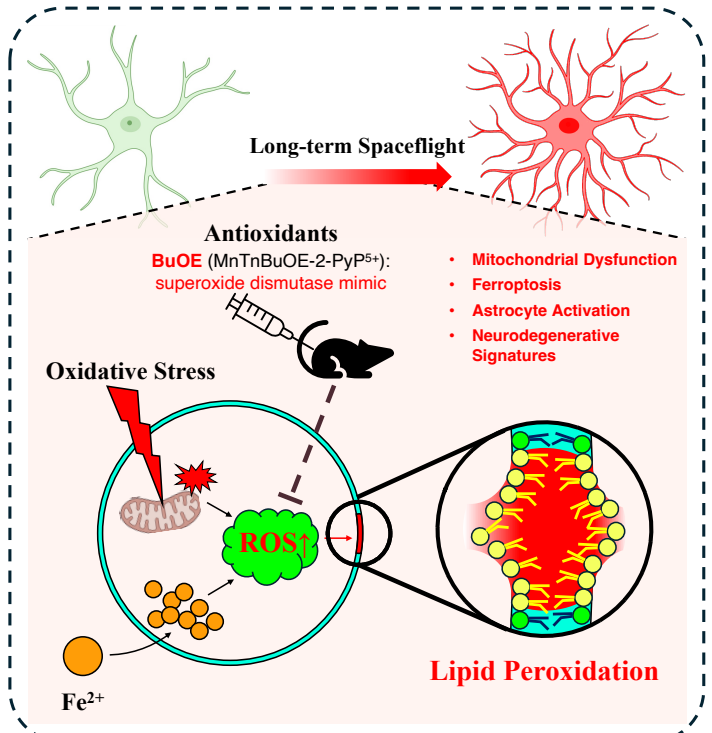 Long-term Spaceflight
Antioxidants
BuOE (MnTnBuOE-2-PyP⁵⁺):
superoxide dismutase mimic
• Mitochondrial Dysfunction
• Ferroptosis
• Astrocyte Activation
• Neurodegenerative
Signatures
Oxidative Stress
ROS↑
Fe²⁺
Lipid Peroxidation